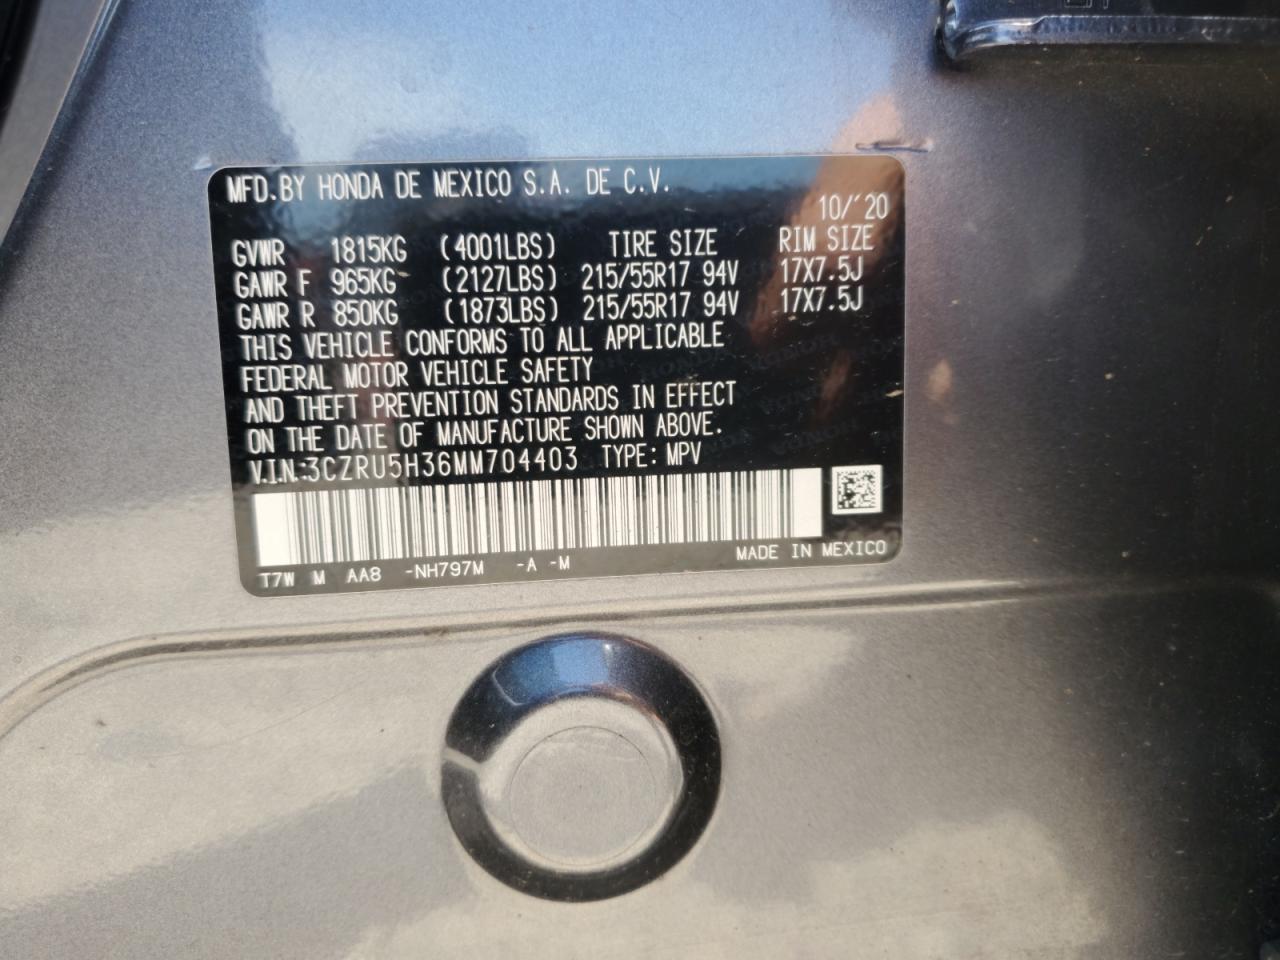 MFD.BY HONDA DE MEXICO S.A. DE C.V.
10/'20
GVWR 1815KG (4001LBS) TIRE SIZE RIM SIZE
GAWR F 965KG (2127LBS) 215/55R17 94V 17X7.5J
GAWR R 850KG (1873LBS) 215/55R17 94V 17X7.5J
THIS VEHICLE CONFORMS TO ALL APPLICABLE
FEDERAL MOTOR VEHICLE SAFETY
AND THEFT PREVENTION STANDARDS IN EFFECT
ON THE DATE OF MANUFACTURE SHOWN ABOVE.
V.I.N.:3CZRU5H36MM704403 TYPE: MPV
MADE IN MEXICO
T7W M AA8 -NH797M -A -M